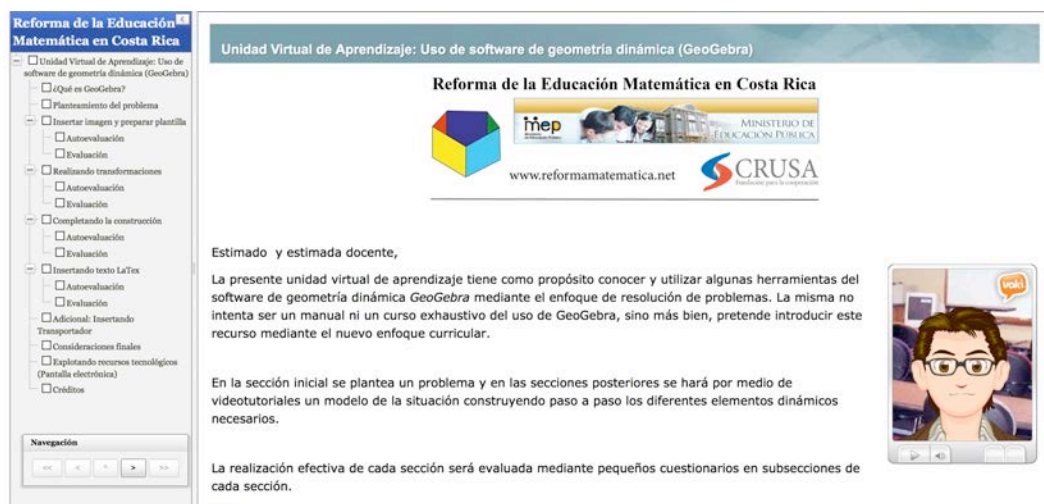 Reforma de la Educación
Matemática en Costa Rica
Unidad Virtual de Aprendizaje: Uso de
software de geometría dinámica (GeoGebra)
¿Qué es GeoGebra?
Planteamiento del problema
Insertar imagen y preparar plantilla
Autoevaluación
Evaluación
Realizando transformaciones
Autoevaluación
Evaluación
Completando la construcción
Autoevaluación
Evaluación
Insertando texto LaTex
Autoevaluación
Evaluación
Adicional: Insertando
Transportador
Consideraciones finales
Explotando recursos tecnológicos
(Pantalla electrónica)
Créditos
Navegación
<< < ^ > >>
Unidad Virtual de Aprendizaje: Uso de software de geometría dinámica (GeoGebra)
Reforma de la Educación Matemática en Costa Rica
mep
MINISTERIO DE
EDUCACIÓN PÚBLICA
www.reformamatematica.net
CRUSA
Fundación para la cooperación
Estimado y estimada docente,
La presente unidad virtual de aprendizaje tiene como propósito conocer y utilizar algunas herramientas del
software de geometría dinámica GeoGebra mediante el enfoque de resolución de problemas. La misma no
intenta ser un manual ni un curso exhaustivo del uso de GeoGebra, sino más bien, pretende introducir este
recurso mediante el nuevo enfoque curricular.
En la sección inicial se plantea un problema y en las secciones posteriores se hará por medio de
videotutoriales un modelo de la situación construyendo paso a paso los diferentes elementos dinámicos
necesarios.
La realización efectiva de cada sección será evaluada mediante pequeños cuestionarios en subsecciones de
cada sección.
voki